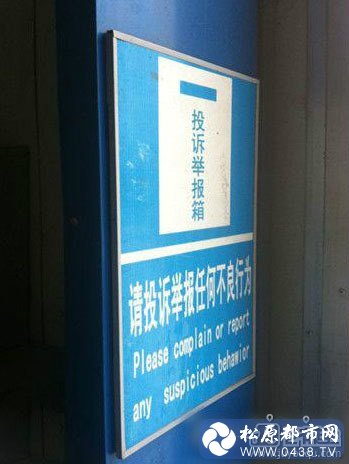 投诉举报箱
请投诉举报任何不良行为
Please complain or report
any suspicious behavior
松原都市网
www.0438.TV